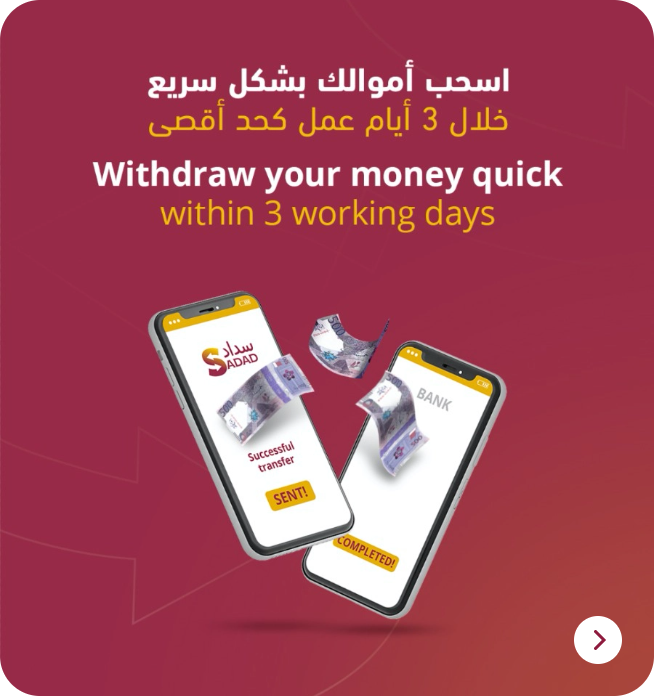 اسحب أموالك بشكل سريع
خلال 3 أيام عمل كحد أقصى
Withdraw your money quick
within 3 working days
سداد
SADAD
Successful
transfer
SENT!
BANK
COMPLETED!
500